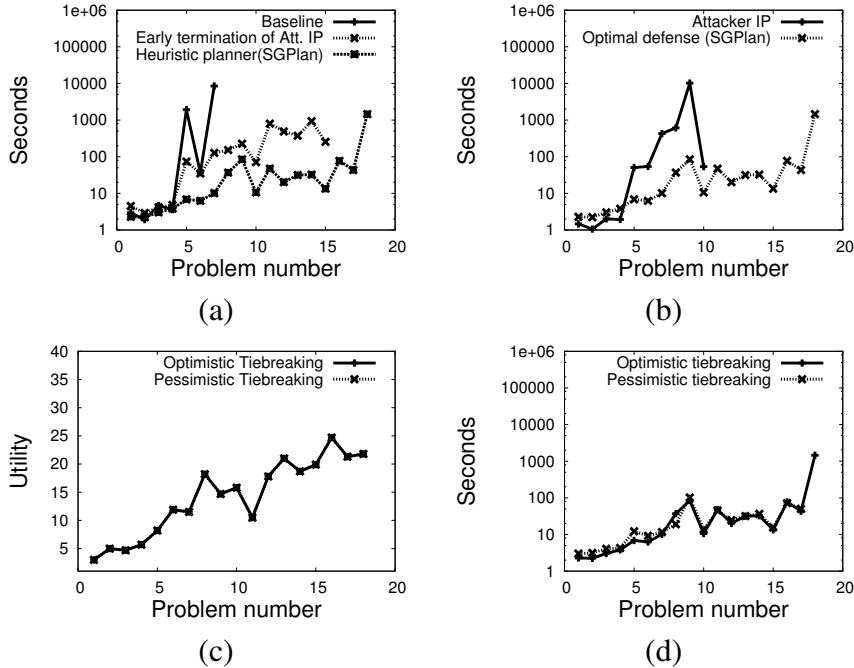 1e+06
100000
10000
1000
100
10
1
Seconds
Baseline
Early termination of Att. IP
Heuristic planner(SGPlan)
0 5 10 15 20
Problem number
(a)
1e+06
100000
10000
1000
100
10
1
Seconds
Attacker IP
Optimal defense (SGPlan)
0 5 10 15 20
Problem number
(b)
40
35
30
25
20
15
10
5
Utility
Optimistic Tiebreaking
Pessimistic Tiebreaking
0 5 10 15 20
Problem number
(c)
1e+06
100000
10000
1000
100
10
1
Seconds
Optimistic tiebreaking
Pessimistic tiebreaking
0 5 10 15 20
Problem number
(d)